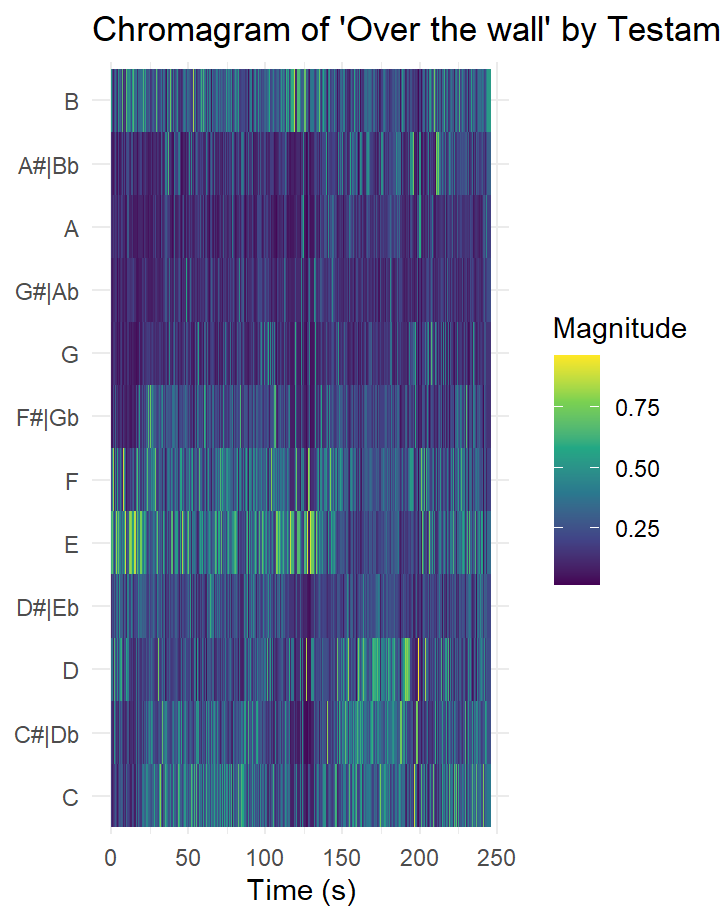 Chromagram of 'Over the wall' by Testam
B
A#|Bb
A
G#|Ab
G
F#|Gb
F
E
D#|Eb
D
C#|Db
C
0 50 100 150 200 250
Time (s)
Magnitude
0.75
0.50
0.25